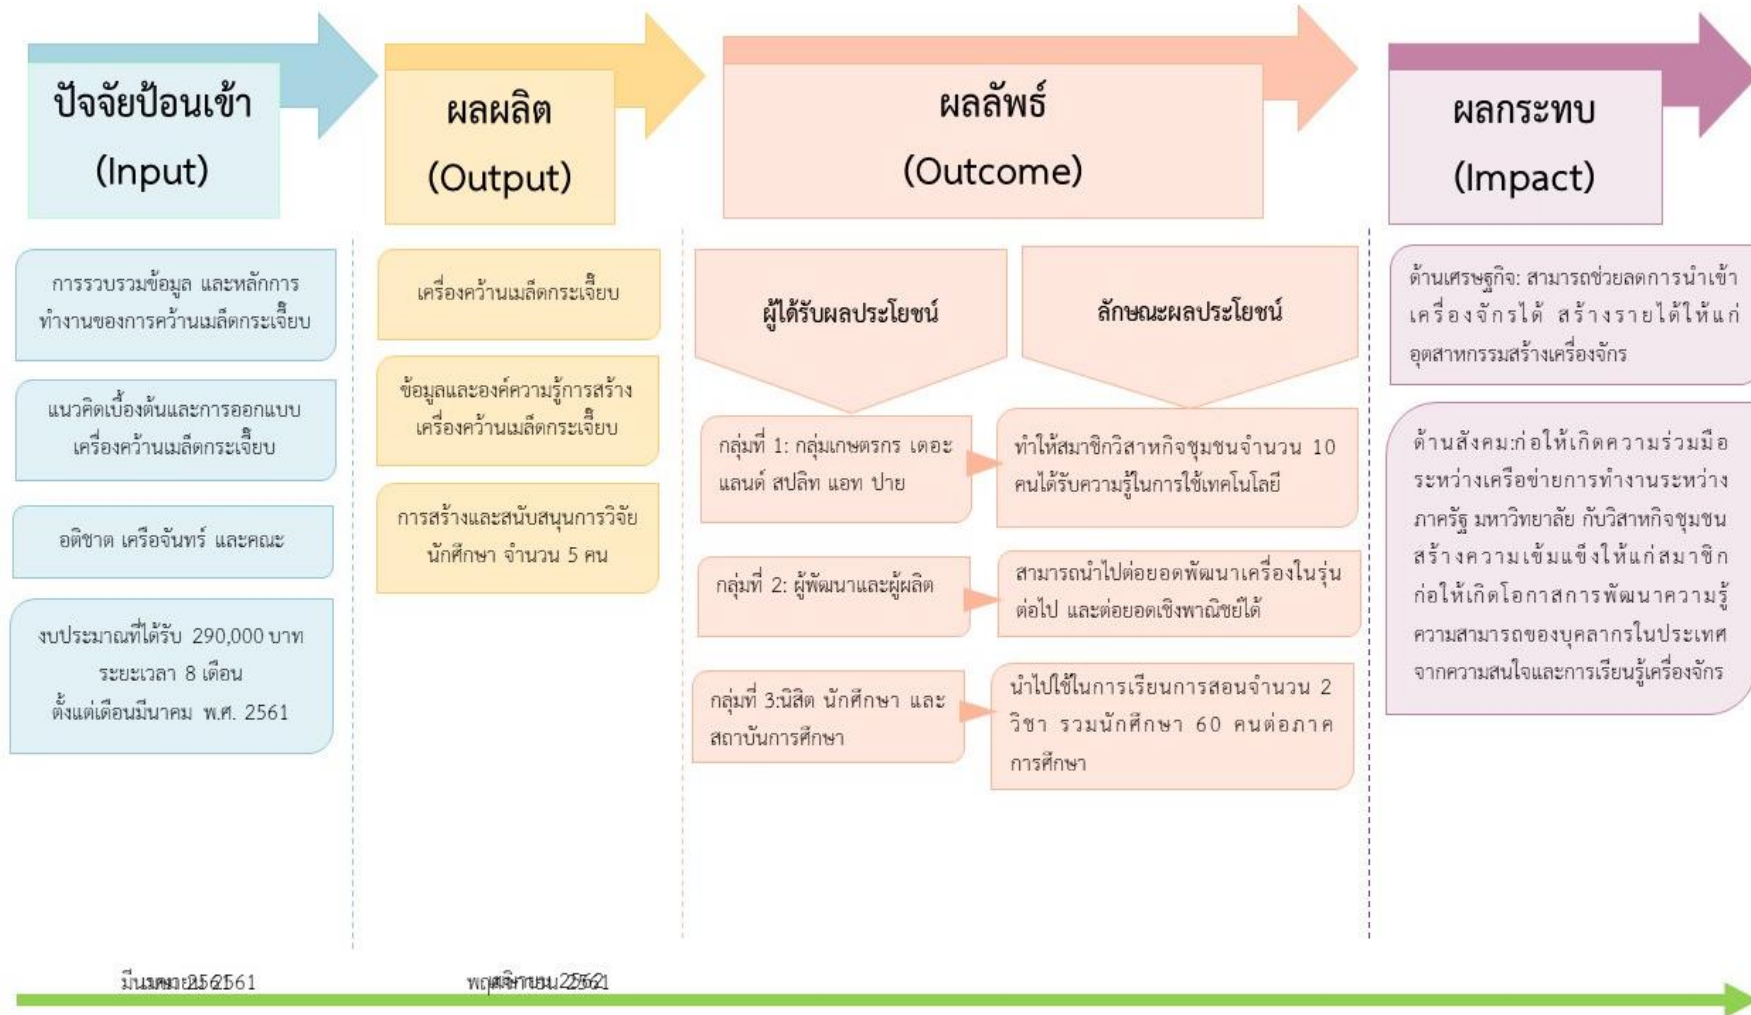 ปัจจัยป้อนเข้า
(Input)
การรวบรวมข้อมูล และหลักการ
ทำงานของการคว้านเมล็ดกระเจี๊ยบ
แนวคิดเบื้องต้นและการออกแบบ
เครื่องคว้านเมล็ดกระเจี๊ยบ
อติชาต เครือจันทร์ และคณะ
งบประมาณที่ได้รับ 290,000 บาท
ระยะเวลา 8 เดือน
ตั้งแต่เดือนมีนาคม พ.ศ. 2561
ผลผลิต
(Output)
เครื่องคว้านเมล็ดกระเจี๊ยบ
ข้อมูลและองค์ความรู้การสร้าง
เครื่องคว้านเมล็ดกระเจี๊ยบ
การสร้างและสนับสนุนการวิจัย
นักศึกษา จำนวน 5 คน
ผลลัพธ์
(Outcome)
ผู้ได้รับผลประโยชน์
ลักษณะผลประโยชน์
กลุ่มที่ 1: กลุ่มเกษตรกร เดอะ
แลนด์ สปลิท แอท ปาย
ทำให้สมาชิกวิสาหกิจชุมชนจำนวน 10
คนได้รับความรู้ในการใช้เทคโนโลยี
กลุ่มที่ 2: ผู้พัฒนาและผู้ผลิต
สามารถนำไปต่อยอดพัฒนาเครื่องในรุ่น
ต่อไป และต่อยอดเชิงพาณิชย์ได้
กลุ่มที่ 3:นิสิต นักศึกษา และ
สถาบันการศึกษา
นำไปใช้ในการเรียนการสอนจำนวน 2
วิชา รวมนักศึกษา 60 คนต่อภาค
การศึกษา
ผลกระทบ
(Impact)
ด้านเศรษฐกิจ: สามารถช่วยลดการนำเข้า
เครื่องจักรได้ สร้างรายได้ให้แก่
อุตสาหกรรมสร้างเครื่องจักร
ด้านสังคม:ก่อให้เกิดความร่วมมือ
ระหว่างเครือข่ายการทำงานระหว่าง
ภาครัฐ มหาวิทยาลัย กับวิสาหกิจชุมชน
สร้างความเข้มแข็งให้แก่สมาชิก
ก่อให้เกิดโอกาสการพัฒนาความรู้
ความสามารถของบุคลากรในประเทศ
จากความสนใจและการเรียนรู้เครื่องจักร